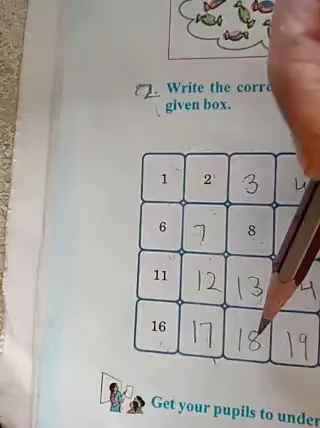 2. Write the corre
given box.
1 2 3 4
6 7 8
11 12 13 14
16 17 18 19
Get your pupils to under